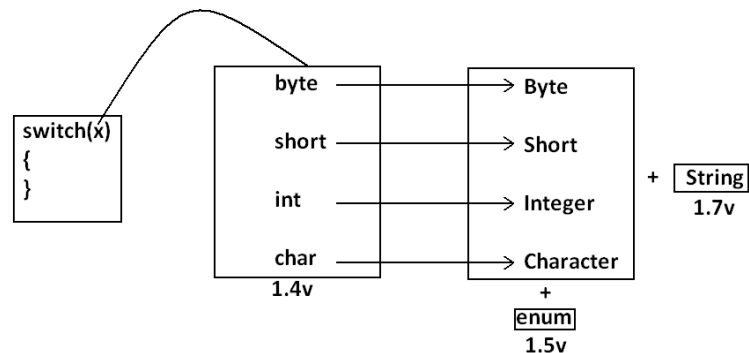 switch(x)
{
}
byte
short
int
char
1.4v
Byte
Short
Integer
Character
+
enum
1.5v
+ String
1.7v